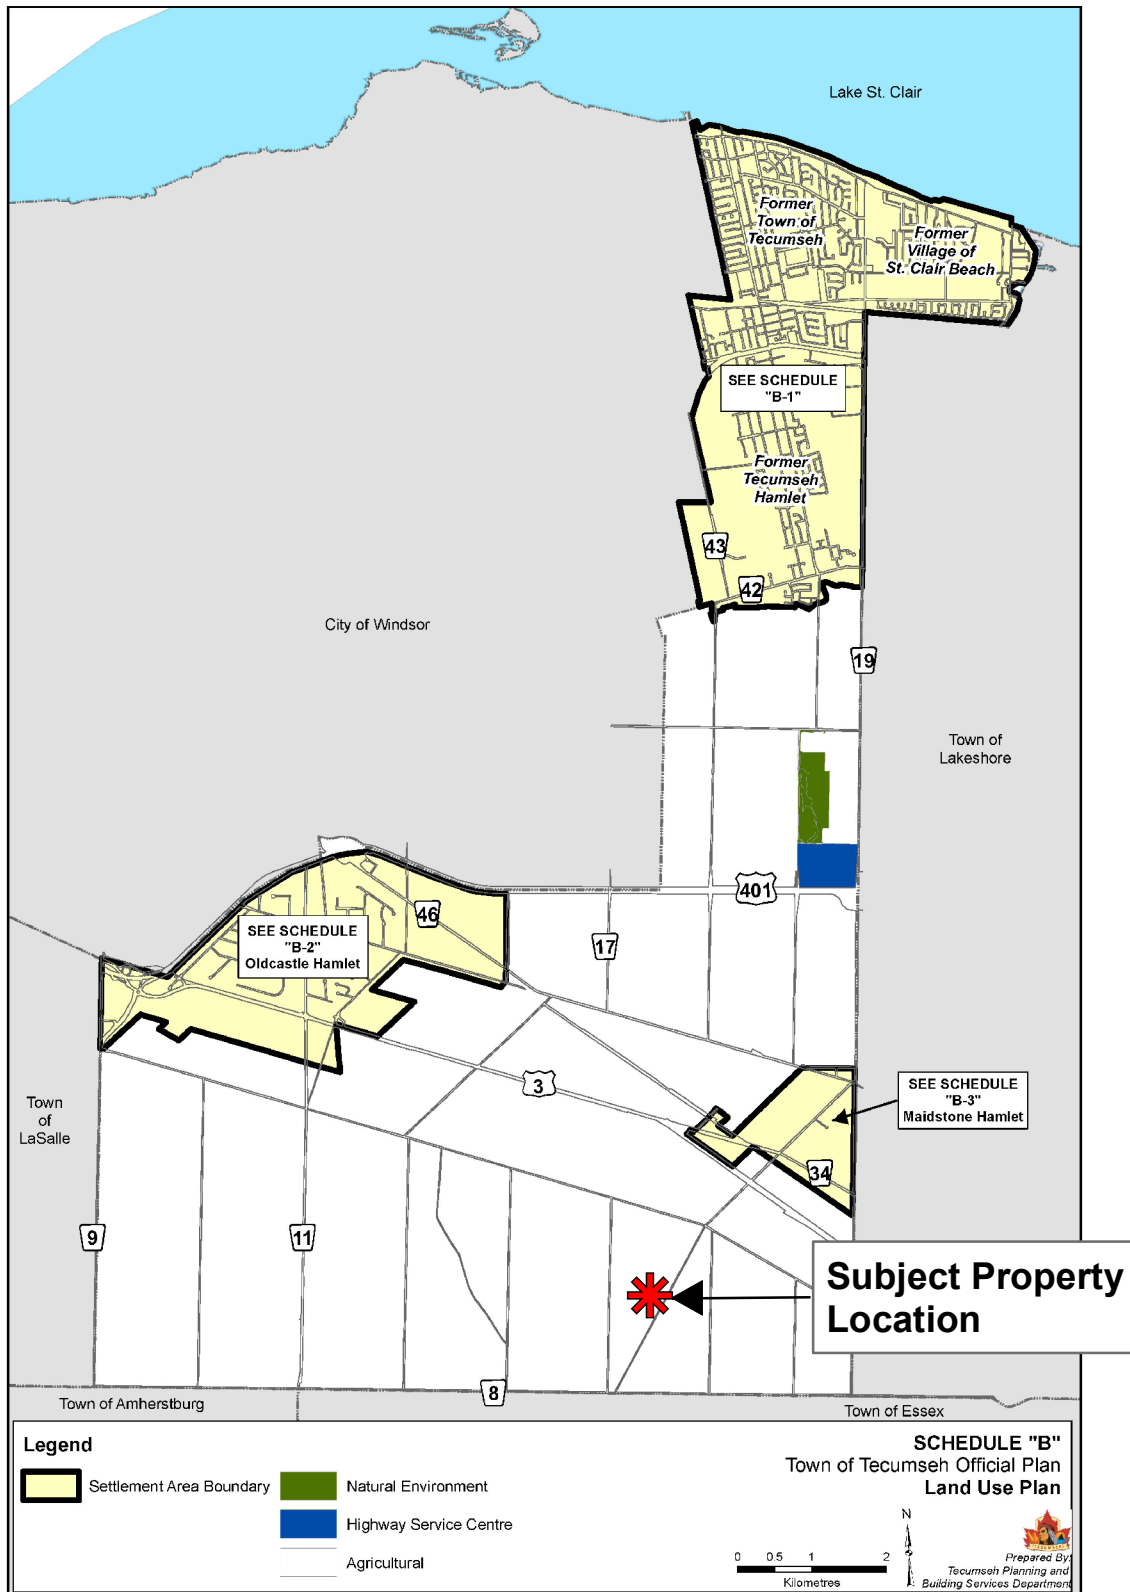 Lake St. Clair
Former
Town of
Tecumseh
Former
Village of
St. Clair Beach
SEE SCHEDULE
"B-1"
Former
Tecumseh
Hamlet
43
42
City of Windsor
19
Town of
Lakeshore
401
46
SEE SCHEDULE
"B-2"
Oldcastle Hamlet
17
3
SEE SCHEDULE
"B-3"
Maidstone Hamlet
Town
of
LaSalle
34
9
11
Subject Property
Location
8
Town of Amherstburg
Town of Essex
Legend
Settlement Area Boundary
Natural Environment
Highway Service Centre
Agricultural
SCHEDULE "B"
Town of Tecumseh Official Plan
Land Use Plan
N
0 0.5 1 2
Kilometres
Prepared By:
Tecumseh Planning and
Building Services Department